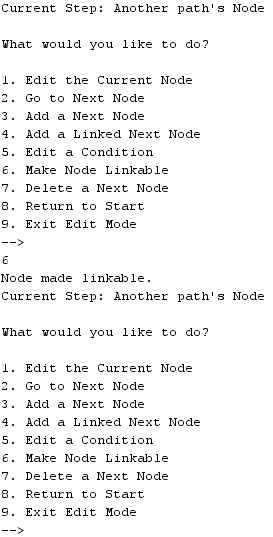 Current Step: Another path's Node
What would you like to do?
1. Edit the Current Node
2. Go to Next Node
3. Add a Next Node
4. Add a Linked Next Node
5. Edit a Condition
6. Make Node Linkable
7. Delete a Next Node
8. Return to Start
9. Exit Edit Mode
-->
6
Node made linkable.
Current Step: Another path's Node
What would you like to do?
1. Edit the Current Node
2. Go to Next Node
3. Add a Next Node
4. Add a Linked Next Node
5. Edit a Condition
6. Make Node Linkable
7. Delete a Next Node
8. Return to Start
9. Exit Edit Mode
-->